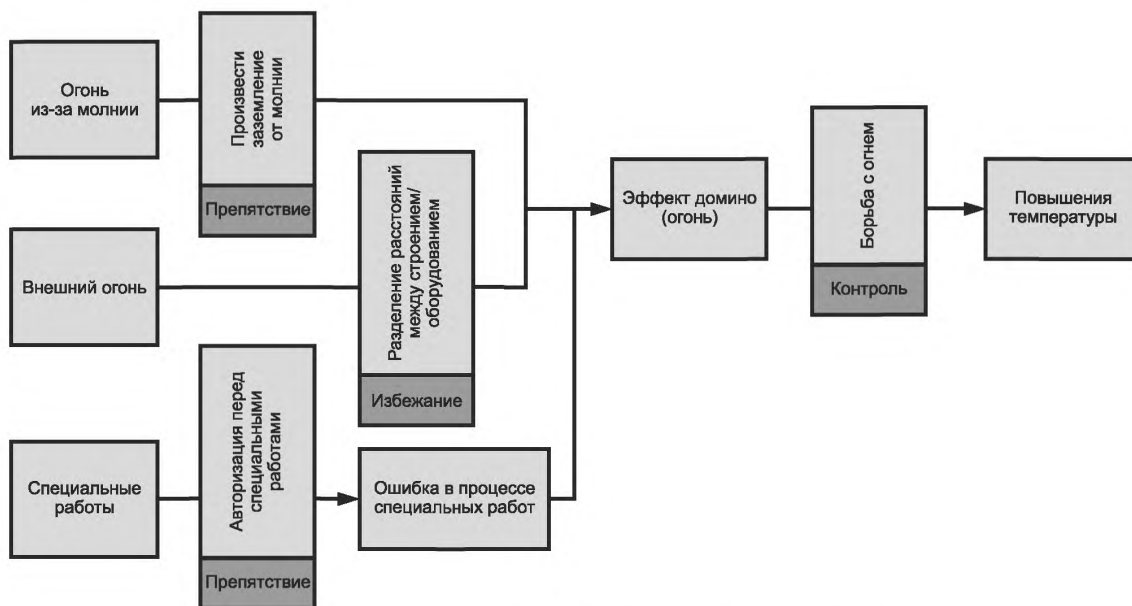 Огонь
из-за молнии
Произвести
заземление
от молнии
Препятствие
Внешний огонь
Разделение расстояний
между строением/
оборудованием
Избежание
Специальные
работы
Авторизация перед
специальными
работами
Препятствие
Ошибка в процессе
специальных работ
Эффект домино
(огонь)
Борьба с огнем
Контроль
Повышения
температуры